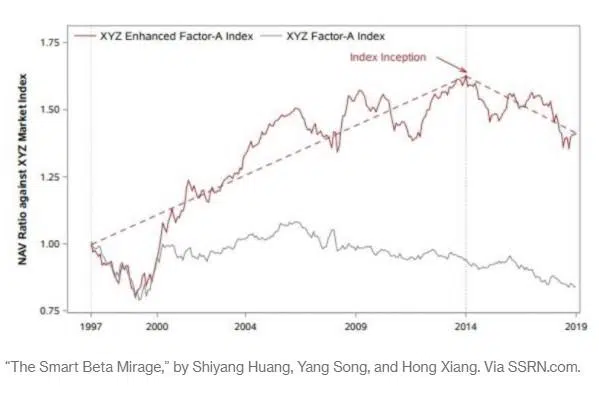 XYZ Enhanced Factor-A Index XYZ Factor-A Index
Index Inception
NAV Ratio against XYZ Market Index
1.75
1.50
1.25
1.00
0.75
1997 2000 2004 2009 2014 2019
“The Smart Beta Mirage,” by Shiyang Huang, Yang Song, and Hong Xiang. Via SSRN.com.